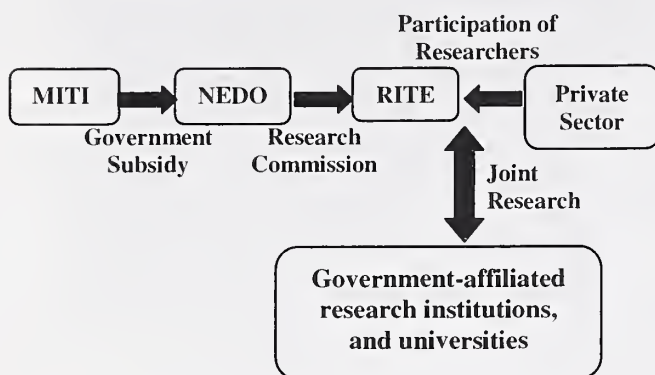 Participation of
Researchers
MITI
NEDO
RITE
Private
Sector
Government
Subsidy
Research
Commission
Joint
Research
Government-affiliated
research institutions,
and universities